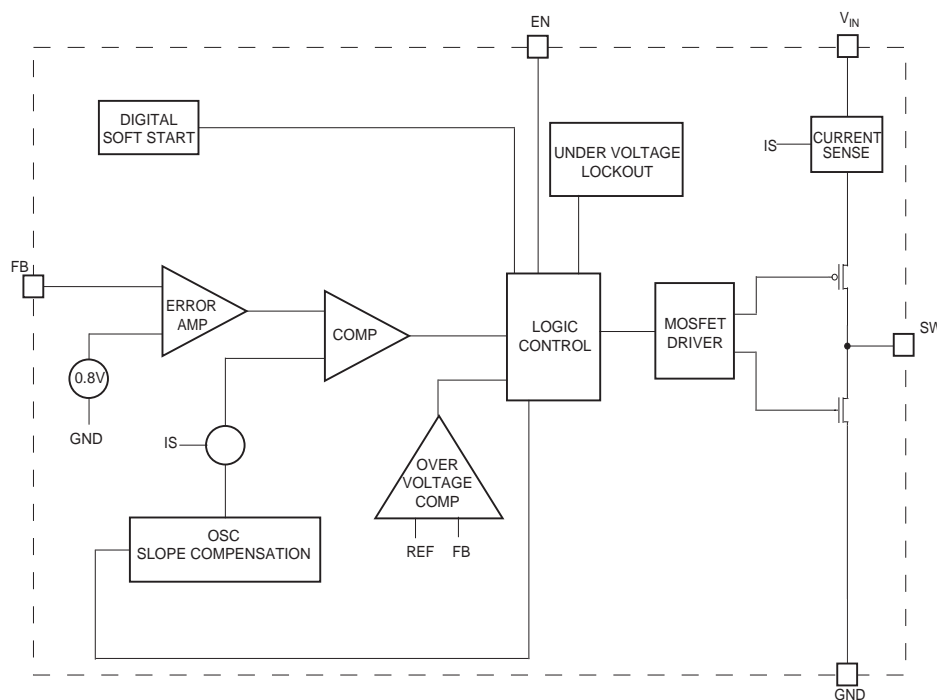 EN
VIN
DIGITAL
SOFT START
UNDER VOLTAGE
LOCKOUT
IS
CURRENT
SENSE
FB
ERROR
AMP
COMP
LOGIC
CONTROL
MOSFET
DRIVER
SW
0.8V
GND
IS
OVER
VOLTAGE
COMP
OSC
SLOPE COMPENSATION
REF
FB
GND